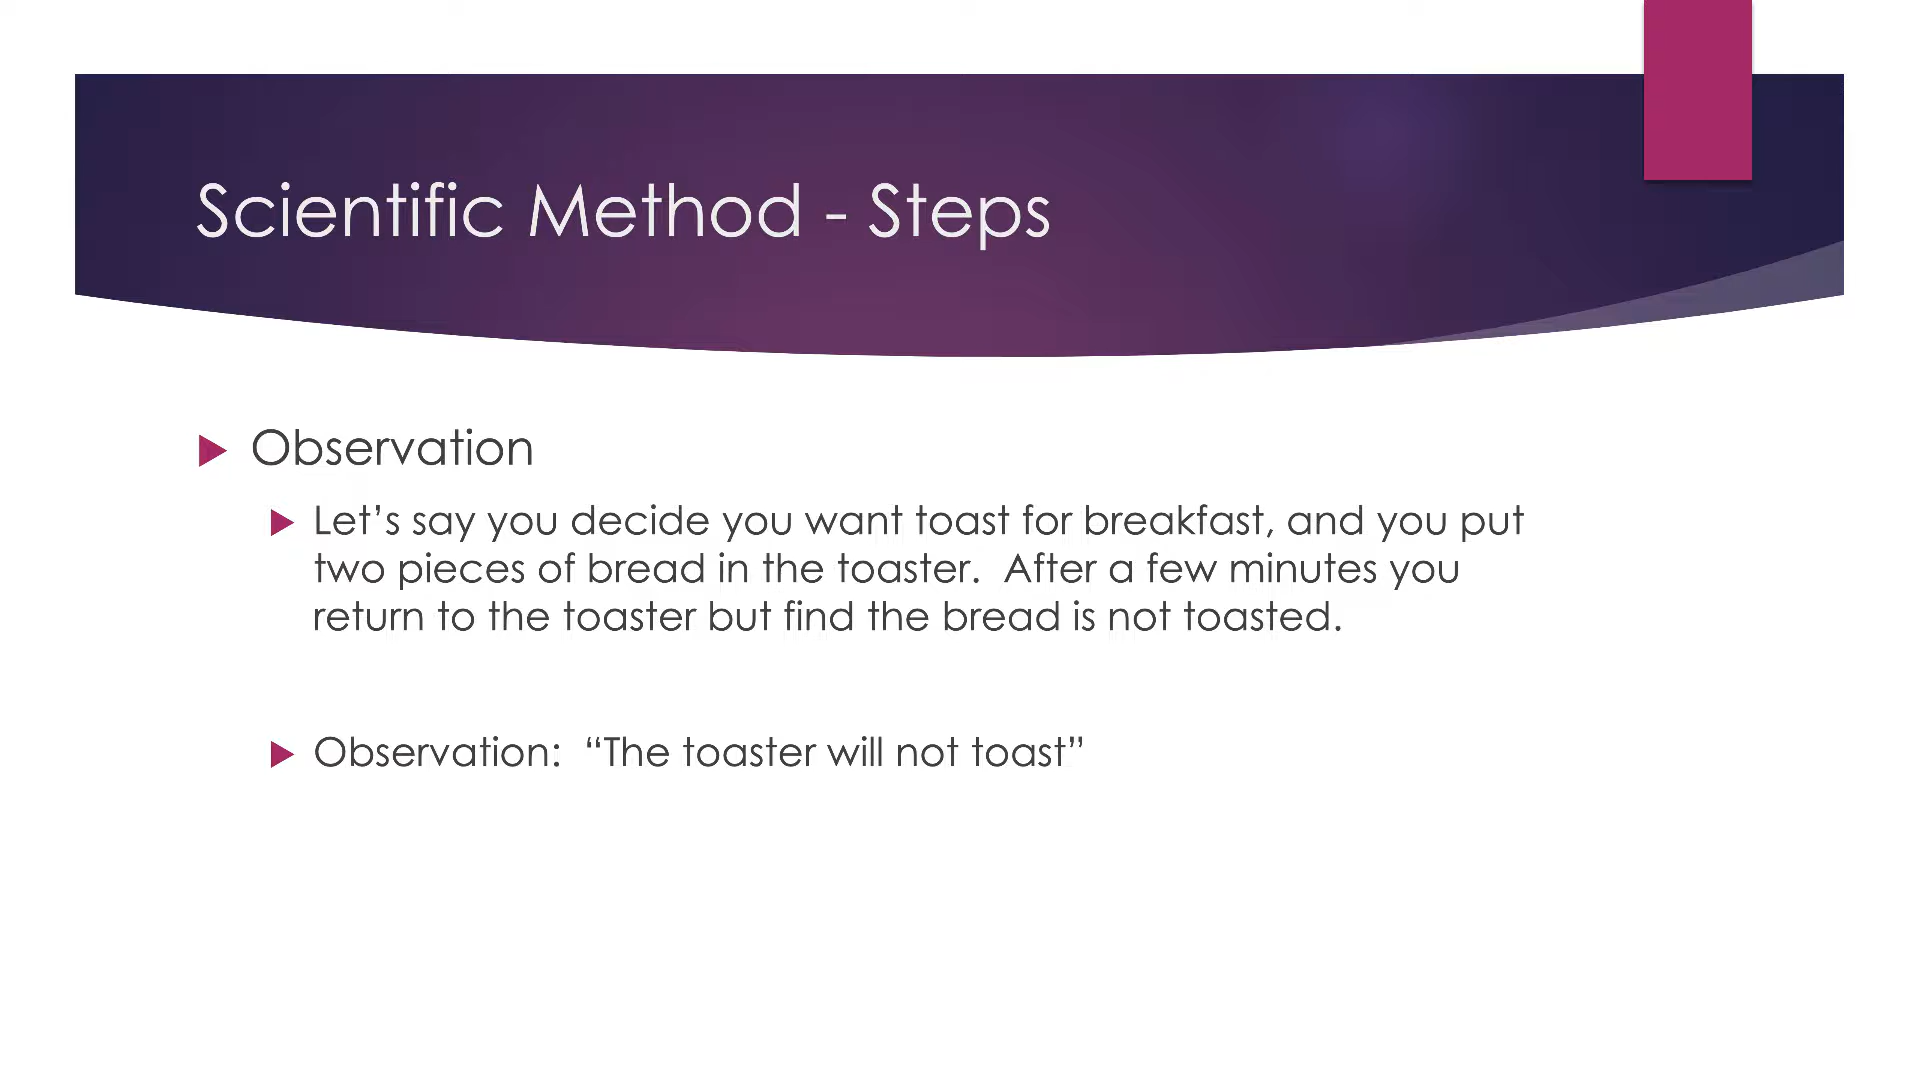 Scientific Method - Steps
Observation
Let’s say you decide you want toast for breakfast, and you put
two pieces of bread in the toaster.  After a few minutes you
return to the toaster but find the bread is not toasted.
Observation:  “The toaster will not toast”